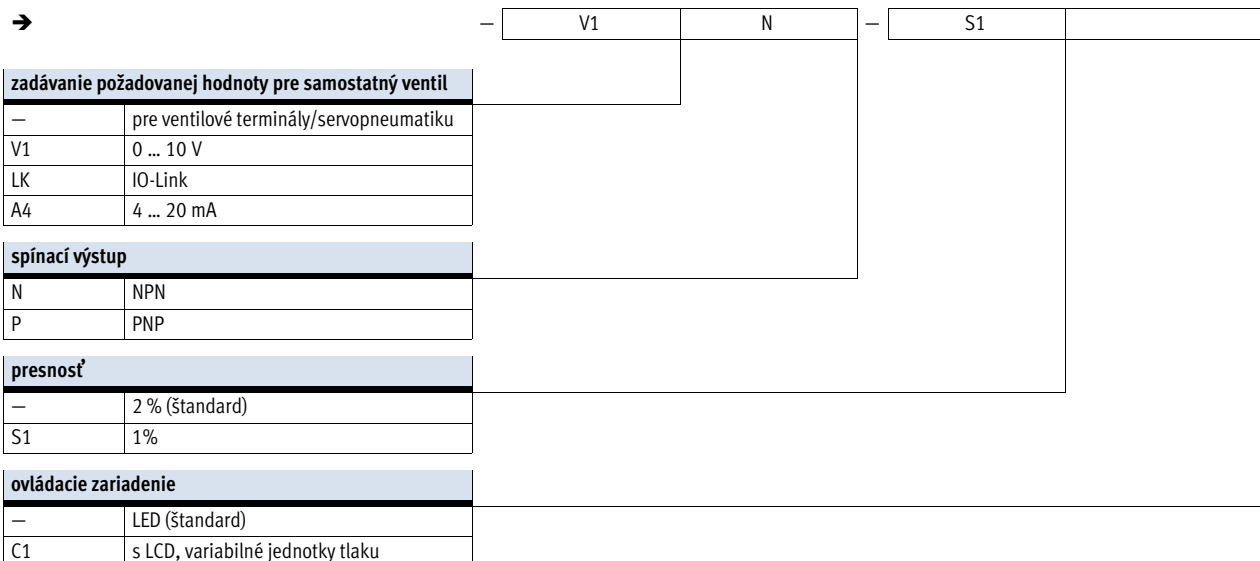 ➔ – V1 N – S1
zadávanie požadovanej hodnoty pre samostatný ventil
– pre ventilové terminály/servopneumatiku
V1 0 … 10 V
LK IO-Link
A4 4 … 20 mA
spínací výstup
N NPN
P PNP
presnosť
– 2 % (štandard)
S1 1%
ovládacie zariadenie
– LED (štandard)
C1 s LCD, variabilné jednotky tlaku